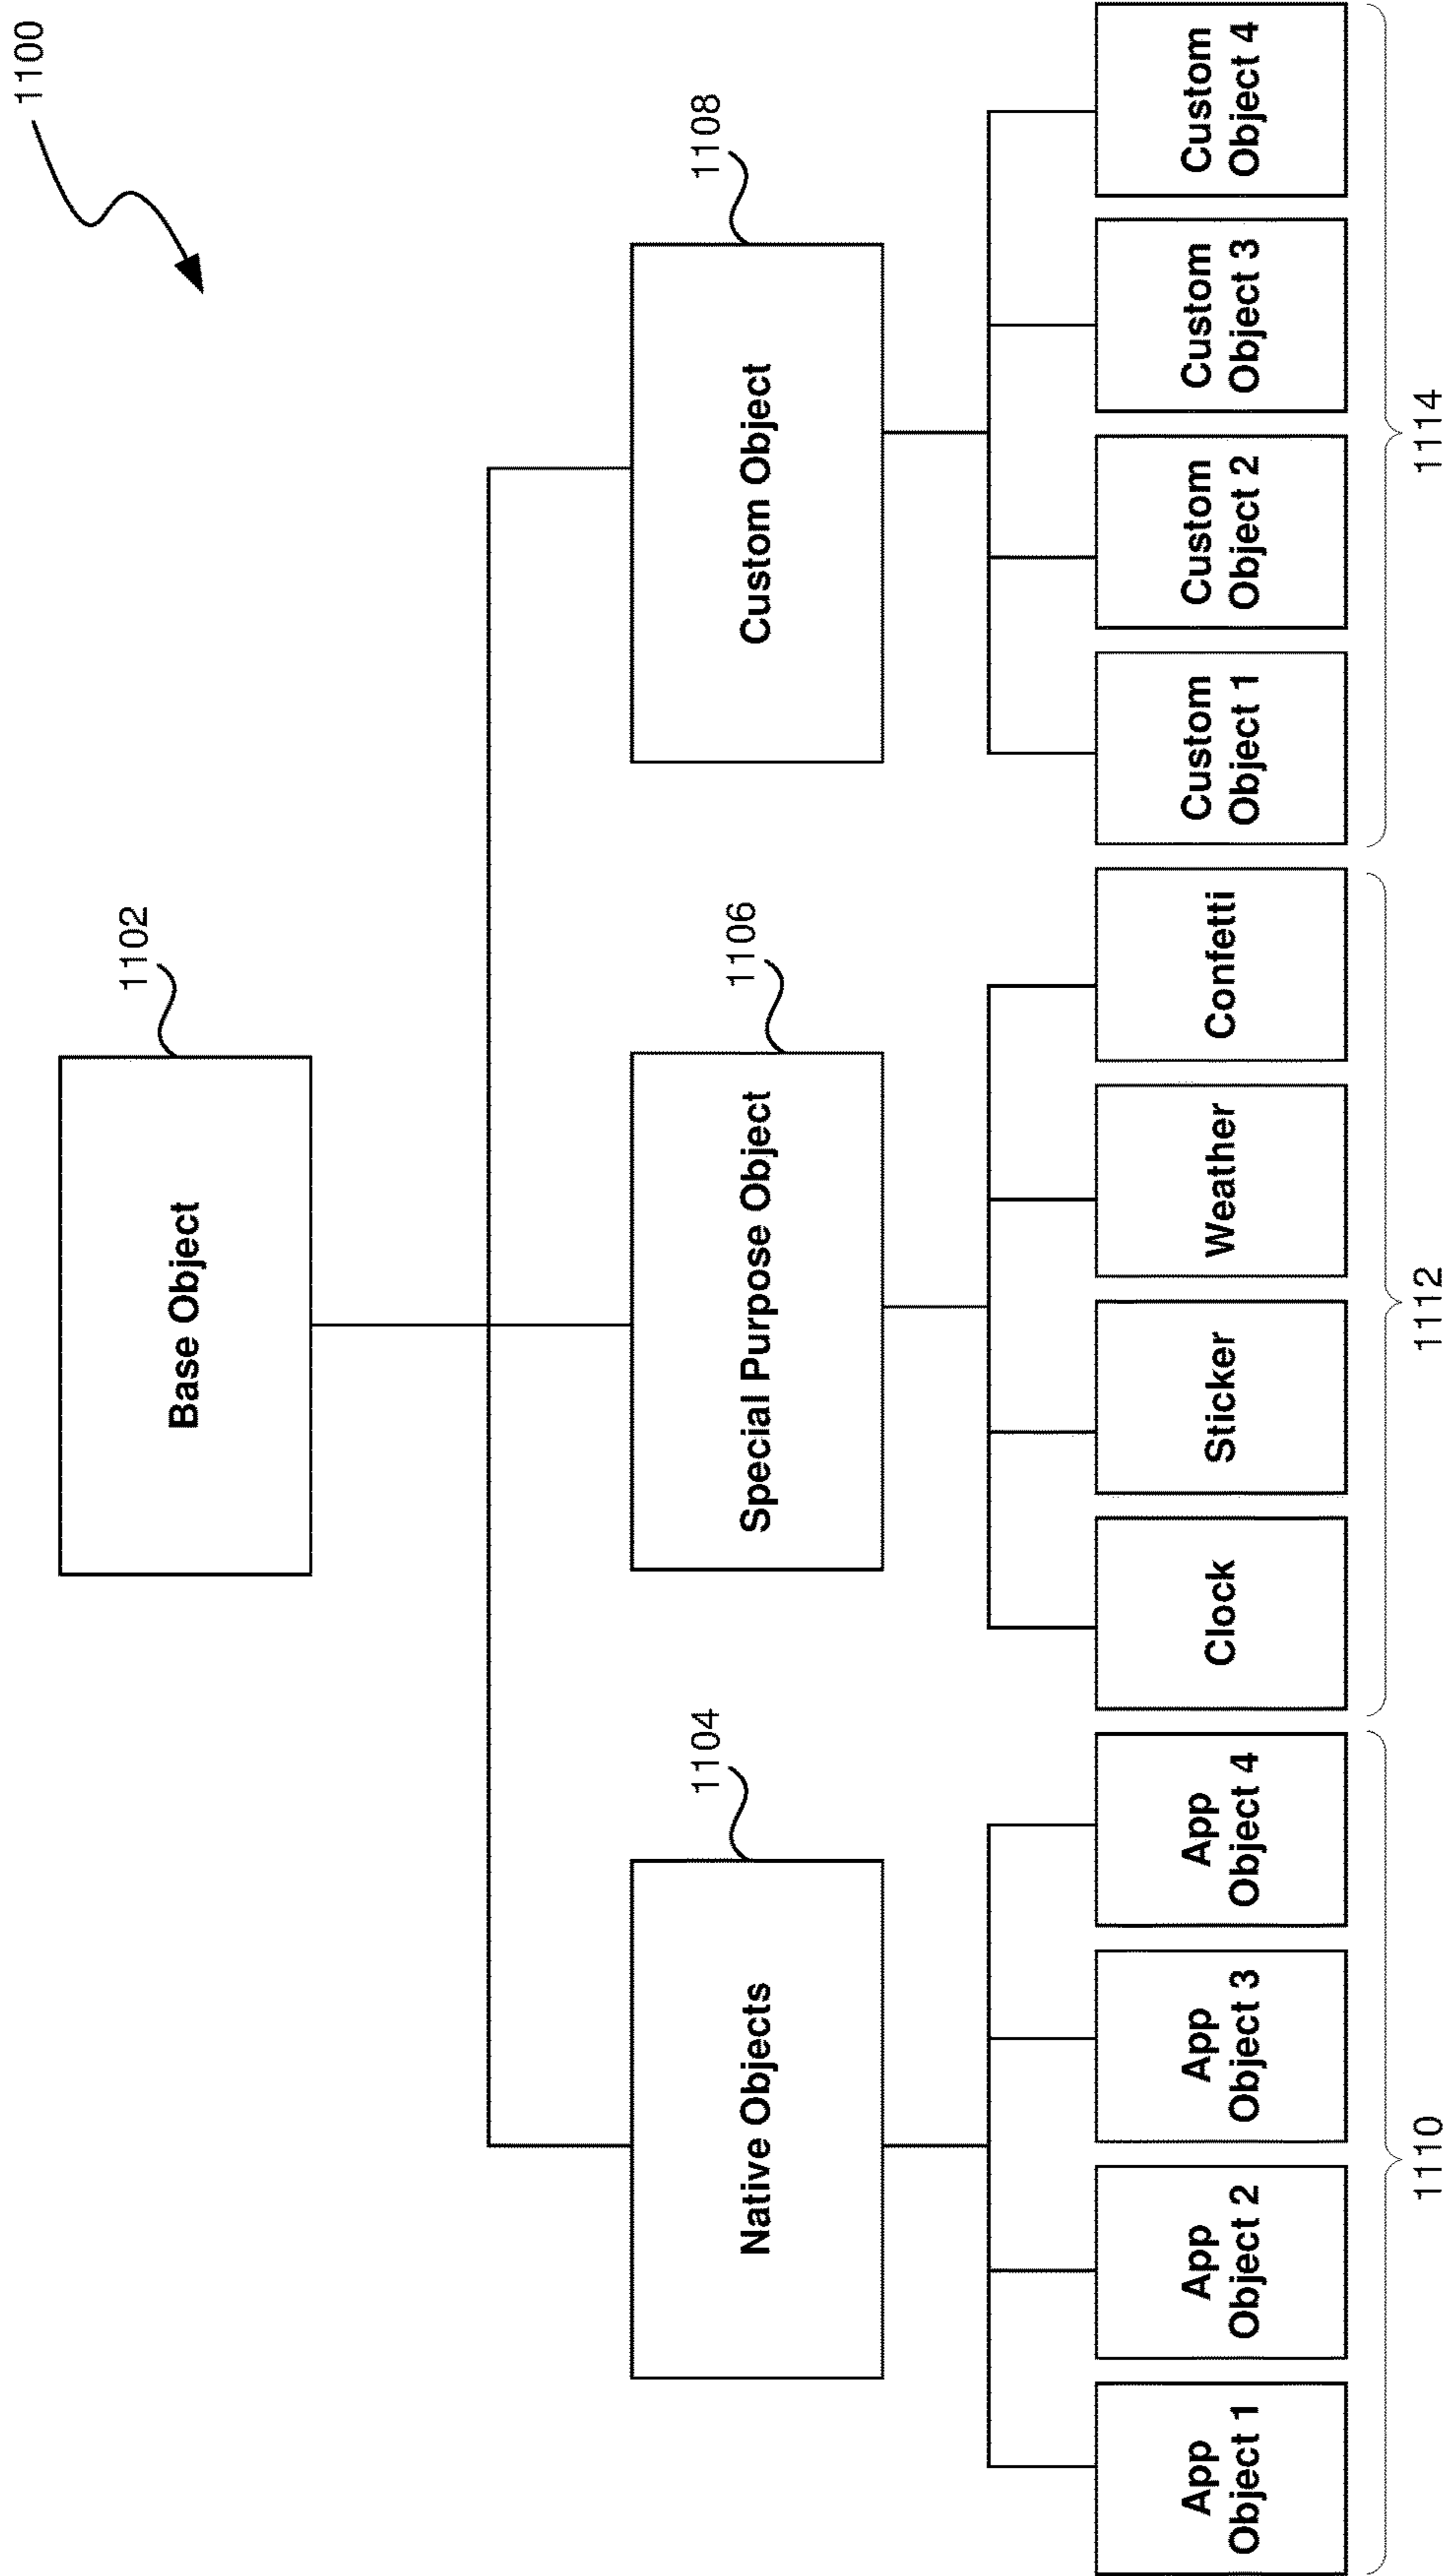 1100
Base Object
1102
Native Objects
1104
Special Purpose Object
1106
Custom Object
1108
App
Object 1
App
Object 2
App
Object 3
App
Object 4
Clock
Sticker
Weather
Confetti
Custom
Object 1
Custom
Object 2
Custom
Object 3
Custom
Object 4
1110
1112
1114